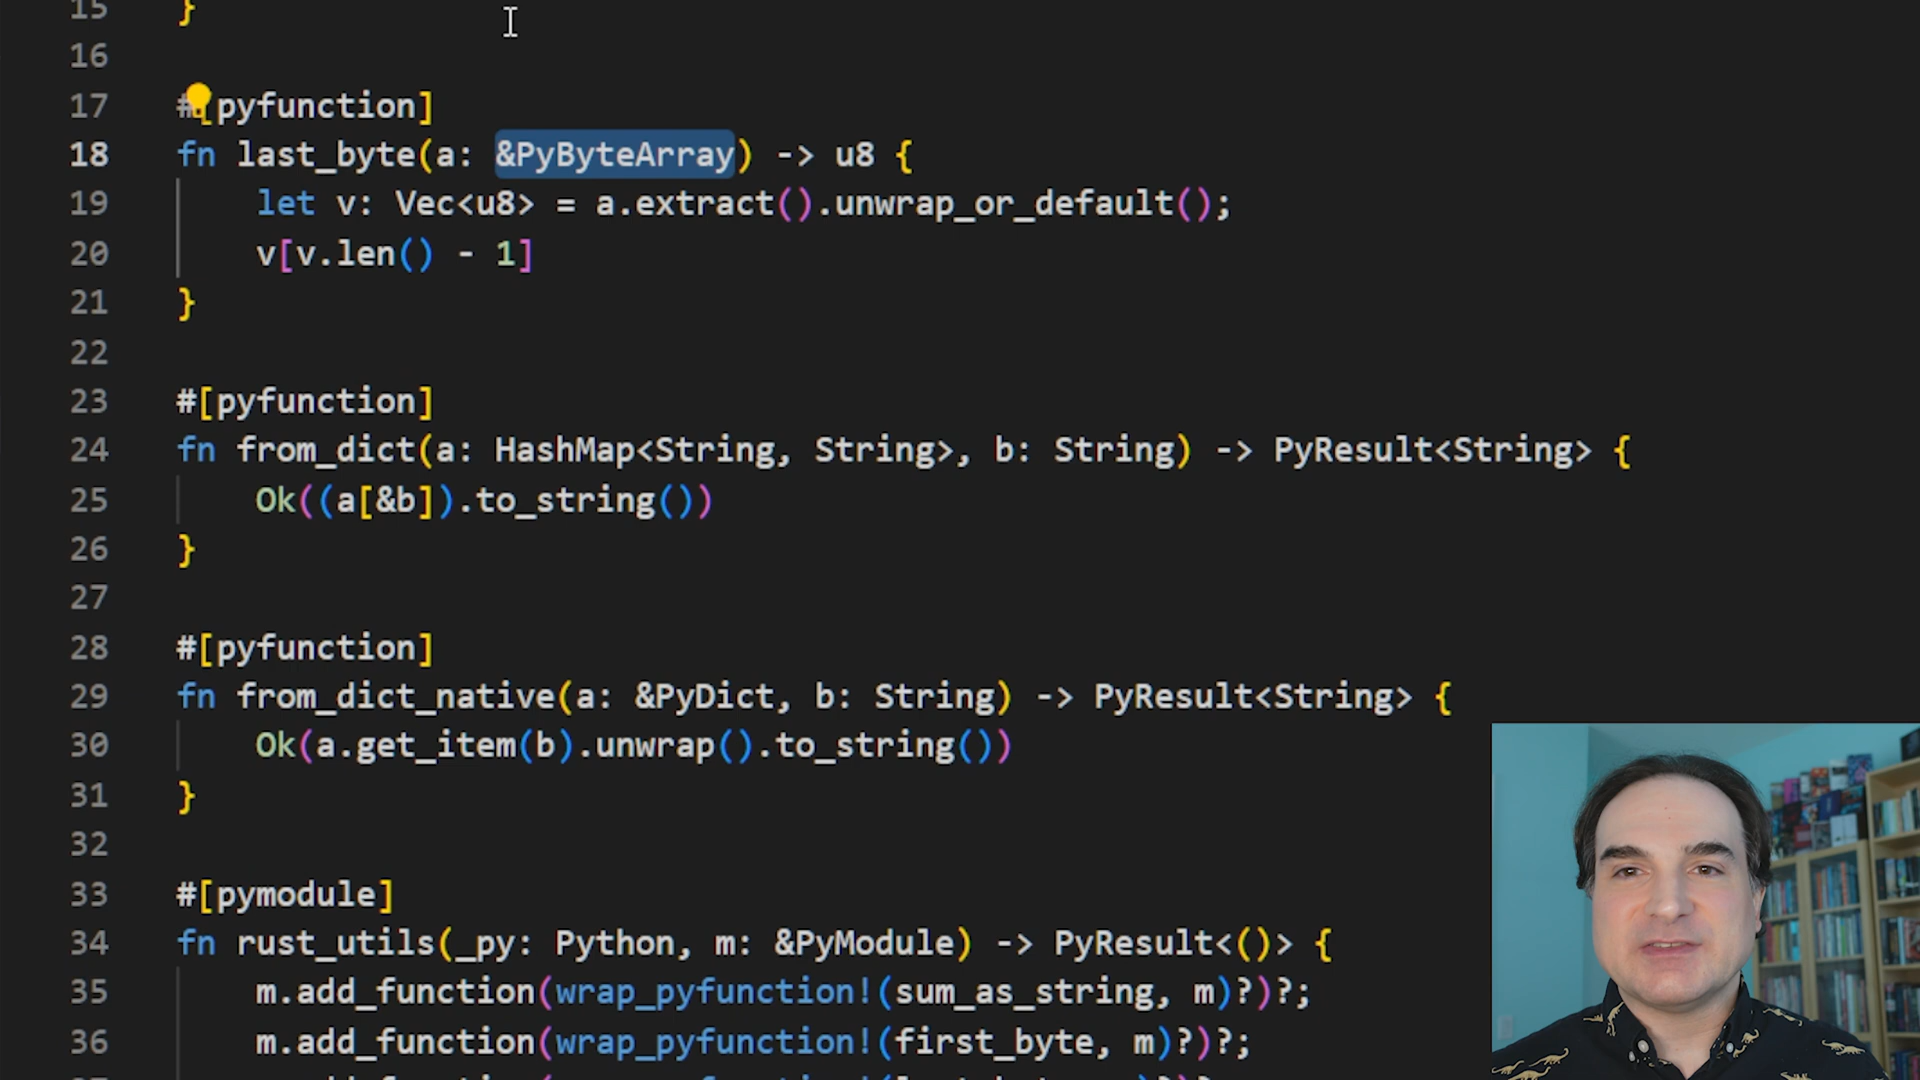 15 }
16
17 #[pyfunction]
18 fn last_byte(a: &PyByteArray) -> u8 {
19 let v: Vec<u8> = a.extract().unwrap_or_default();
20 v[v.len() - 1]
21 }
22
23 #[pyfunction]
24 fn from_dict(a: HashMap<String, String>, b: String) -> PyResult<String> {
25 Ok((a[&b]).to_string())
26 }
27
28 #[pyfunction]
29 fn from_dict_native(a: &PyDict, b: String) -> PyResult<String> {
30 Ok(a.get_item(b).unwrap().to_string())
31 }
32
33 #[pymodule]
34 fn rust_utils(_py: Python, m: &PyModule) -> PyResult<()> {
35 m.add_function(wrap_pyfunction!(sum_as_string, m)?)?;
36 m.add_function(wrap_pyfunction!(first_byte, m)?)?;